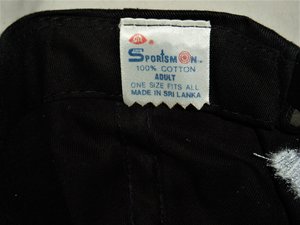 SPORTSMAN
100% COTTON
ADULT
ONE SIZE FITS ALL
MADE IN SRI LANKA